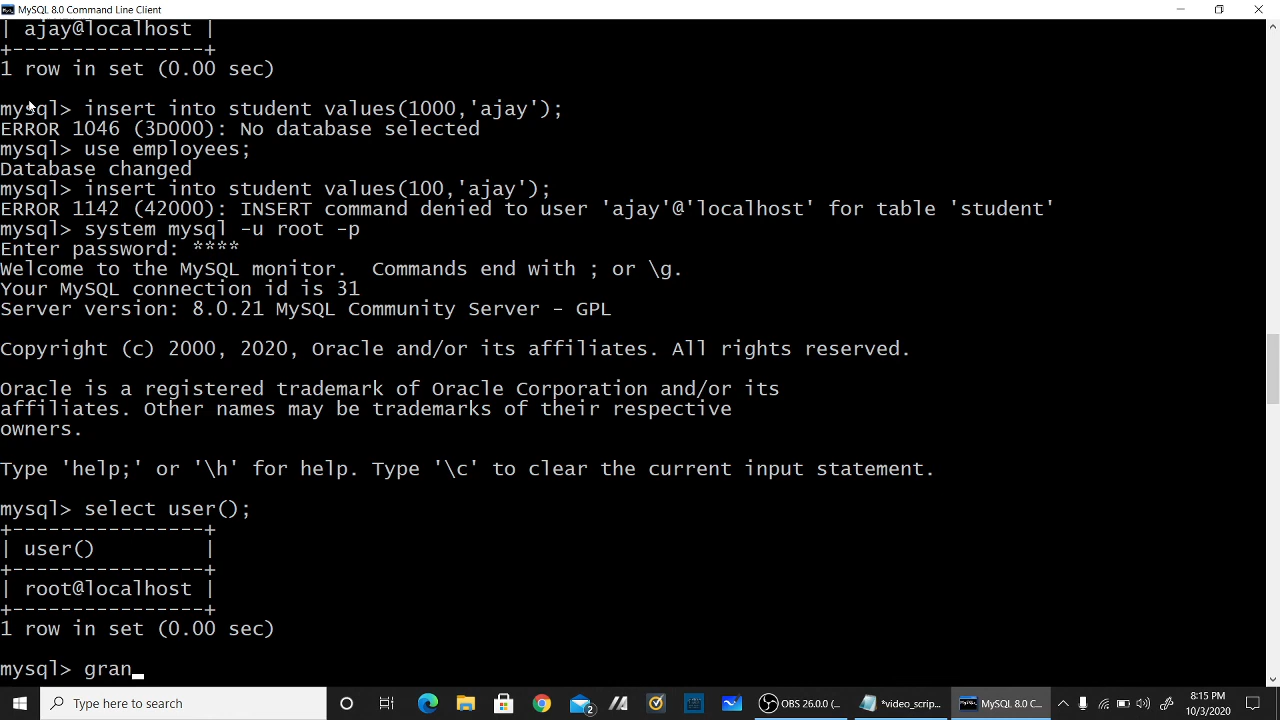 MySQL 8.0 Command Line Client
| ajay@localhost |
+----------------+
1 row in set (0.00 sec)
mysql> insert into student values(1000,'ajay');
ERROR 1046 (3D000): No database selected
mysql> use employees;
Database changed
mysql> insert into student values(100,'ajay');
ERROR 1142 (42000): INSERT command denied to user 'ajay'@'localhost' for table 'student'
mysql> system mysql -u root -p
Enter password: ****
Welcome to the MySQL monitor.  Commands end with ; or \g.
Your MySQL connection id is 31
Server version: 8.0.21 MySQL Community Server - GPL
Copyright (c) 2000, 2020, Oracle and/or its affiliates. All rights reserved.
Oracle is a registered trademark of Oracle Corporation and/or its
affiliates. Other names may be trademarks of their respective
owners.
Type 'help;' or '\h' for help. Type '\c' to clear the current input statement.
mysql> select user();
+----------------+
| user()         |
+----------------+
| root@localhost |
+----------------+
1 row in set (0.00 sec)
mysql> gran_
Type here to search
2
OBS 26.0.0 (...
*video_scrip...
MySQL 8.0 C...
8:15 PM
10/3/2020